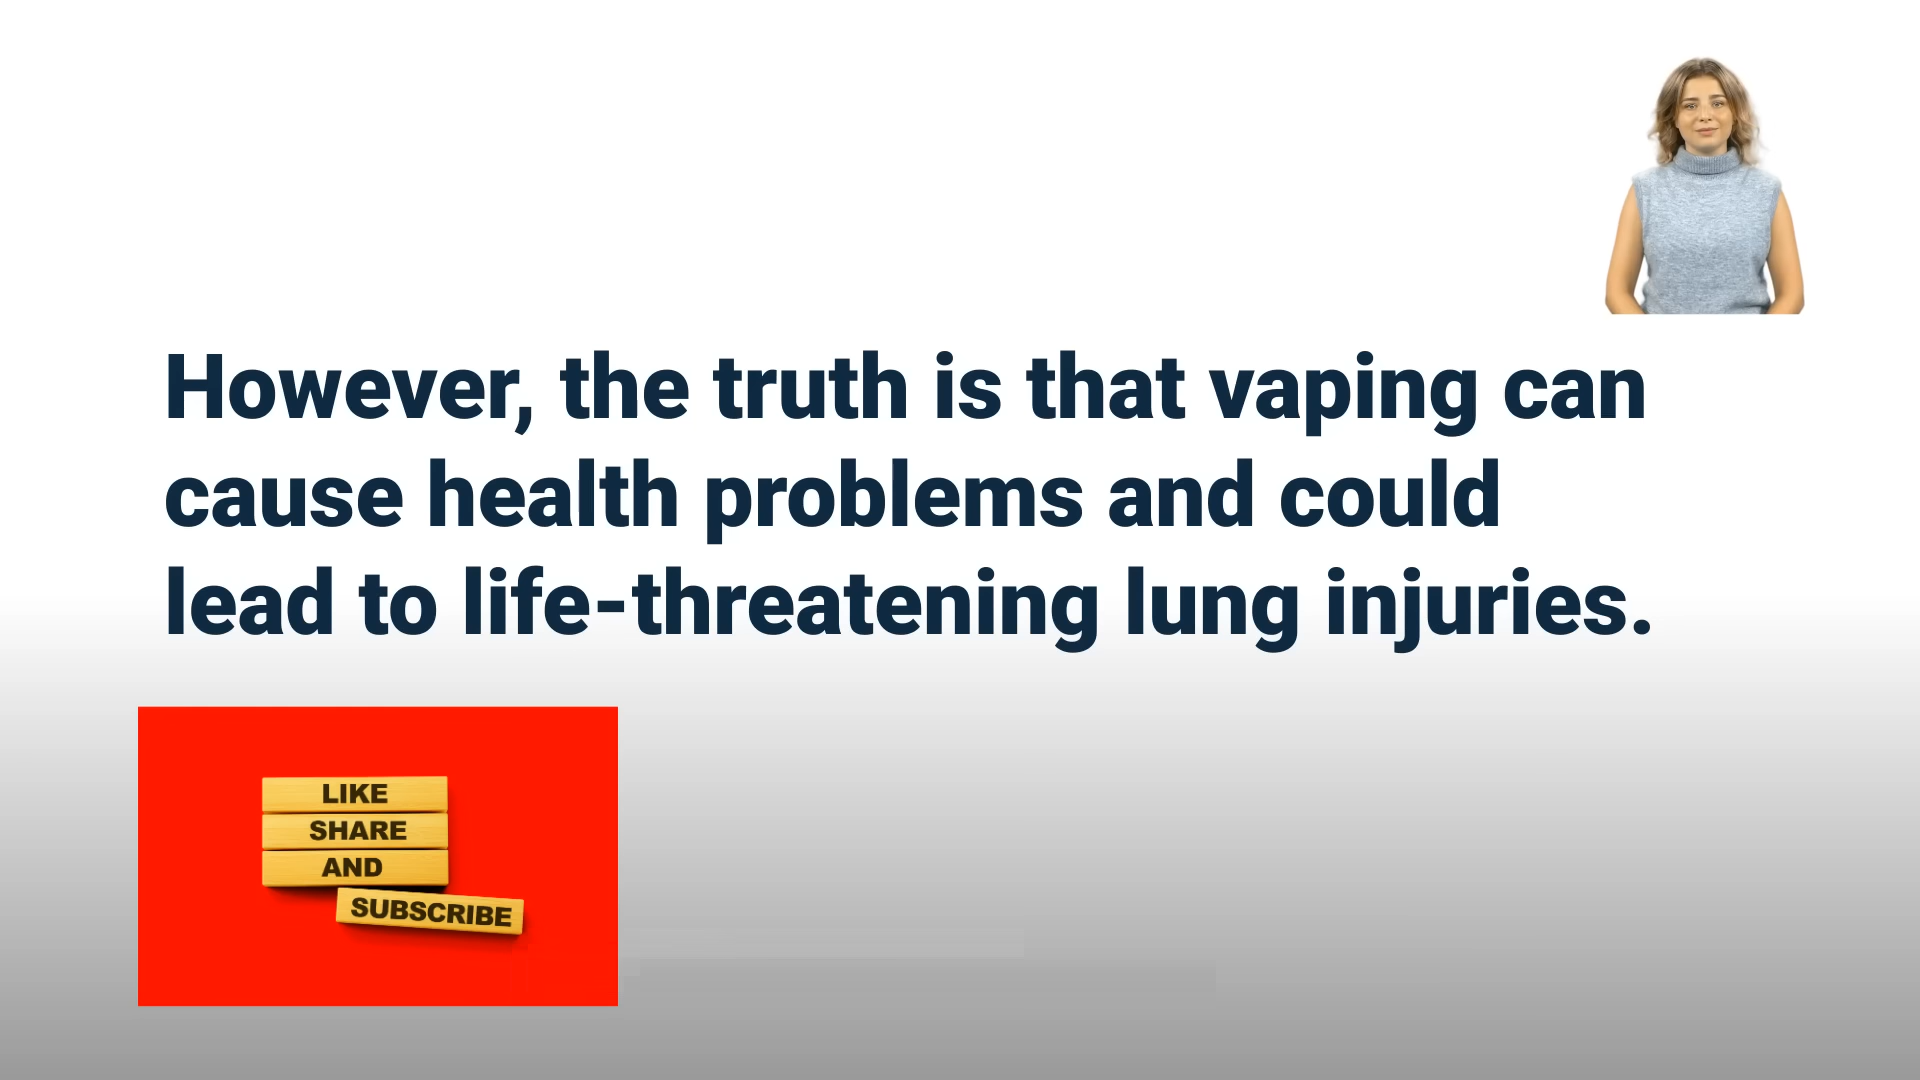 However, the truth is that vaping can
cause health problems and could
lead to life-threatening lung injuries.
LIKE
SHARE
AND
SUBSCRIBE